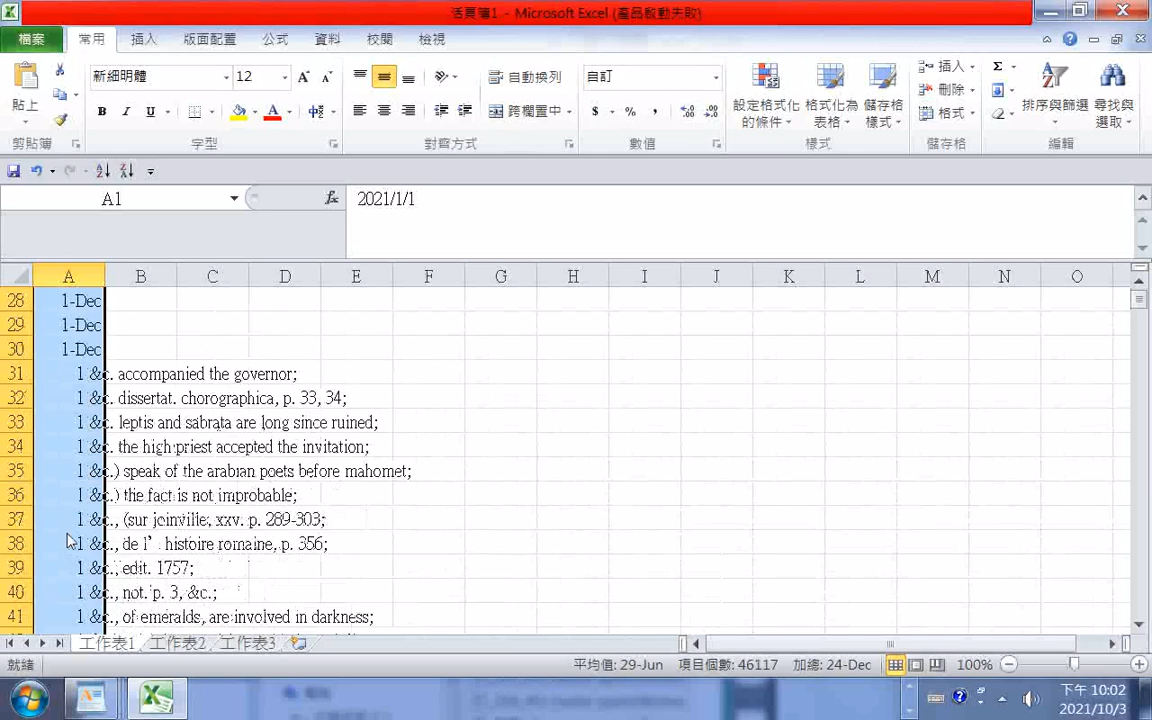 活頁簿1 - Microsoft Excel (產品啟動失敗)
檔案 常用 插入 版面配置 公式 資料 校閱 檢視
新細明體 12 自動換列 自訂 插入 Σ
貼上 B I U 跨欄置中 $ % , 設定格式化的條件 格式化為表格 儲存格樣式 刪除 格式 排序與篩選 尋找與選取
剪貼簿 字型 對齊方式 數值 樣式 儲存格 編輯
A1 fx 2021/1/1
A B C D E F G H I J K L M N O
28 1-Dec
29 1-Dec
30 1-Dec
31 1 &c. accompanied the governor;
32 1 &c. dissertat. chorographica, p. 33, 34;
33 1 &c. leptis and sabrata are long since ruined;
34 1 &c. the high priest accepted the invitation;
35 1 &c.) speak of the arabian poets before mahomet;
36 1 &c.) the fact is not improbable;
37 1 &c., (sur joinville, xxv. p. 289-303;
38 1 &c., de l’histoire romaine, p. 356;
39 1 &c., edit. 1757;
40 1 &c., not. p. 3, &c.;
41 1 &c., of emeralds, are involved in darkness;
工作表1 工作表2 工作表3
就緒 平均值: 29-Jun 項目個數: 46117 加總: 24-Dec 100%
下午 10:02
2021/10/3